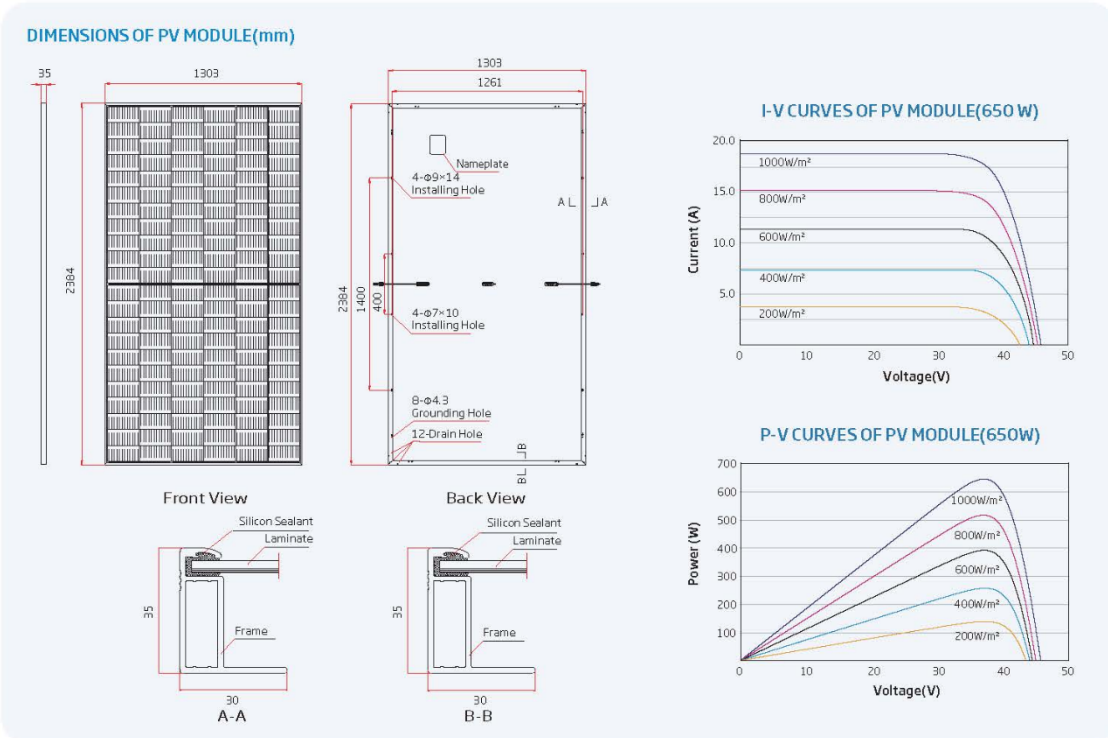 DIMENSIONS OF PV MODULE(mm)
35
1303
2384
Front View
1303
1261
Nameplate
4-Φ9×14
Installing Hole
A
A
2384
1400
400
4-Φ7×10
Installing Hole
8-Φ4.3
Grounding Hole
12-Drain Hole
B
B
Back View
Silicon Sealant
Laminate
35
Frame
30
A-A
Silicon Sealant
Laminate
35
Frame
30
B-B
I-V CURVES OF PV MODULE(650 W)
Current (A)
20.0
15.0
10.0
5.0
1000W/m²
800W/m²
600W/m²
400W/m²
200W/m²
0
10
20
30
40
50
Voltage(V)
P-V CURVES OF PV MODULE(650W)
Power (W)
700
600
500
400
300
200
100
1000W/m²
800W/m²
600W/m²
400W/m²
200W/m²
0
10
20
30
40
50
Voltage(V)